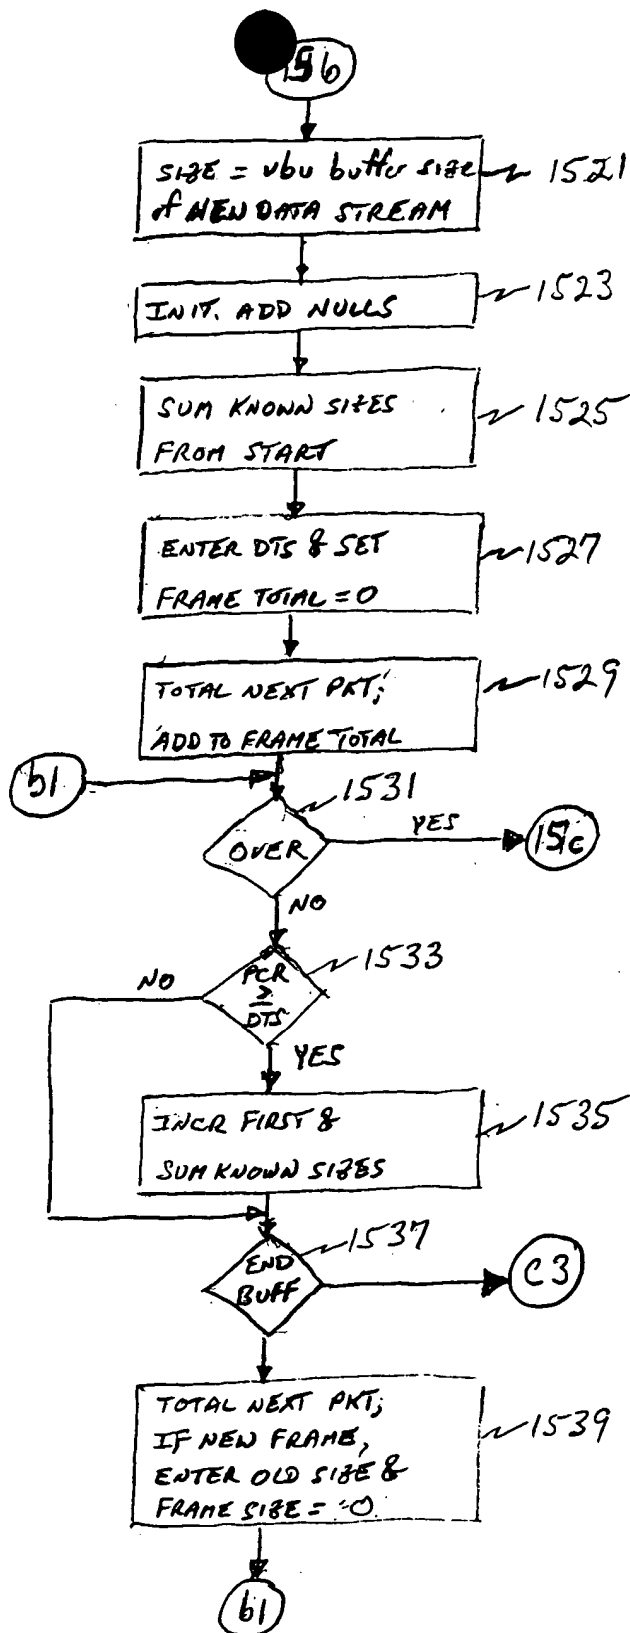 15b
SIZE = vbv buffer size
of NEW DATA STREAM
1521
INIT. ADD NULLS
1523
SUM KNOWN SIZES
FROM START
1525
ENTER DTS & SET
FRAME TOTAL = 0
1527
TOTAL NEXT PKT;
ADD TO FRAME TOTAL
1529
b1
1531
OVER
YES
15c
NO
1533
NO
PCR
≥
DTS
YES
INCR FIRST &
SUM KNOWN SIZES
1535
1537
END
BUFF
C3
TOTAL NEXT PKT;
IF NEW FRAME,
ENTER OLD SIZE &
FRAME SIZE = 0
1539
b1